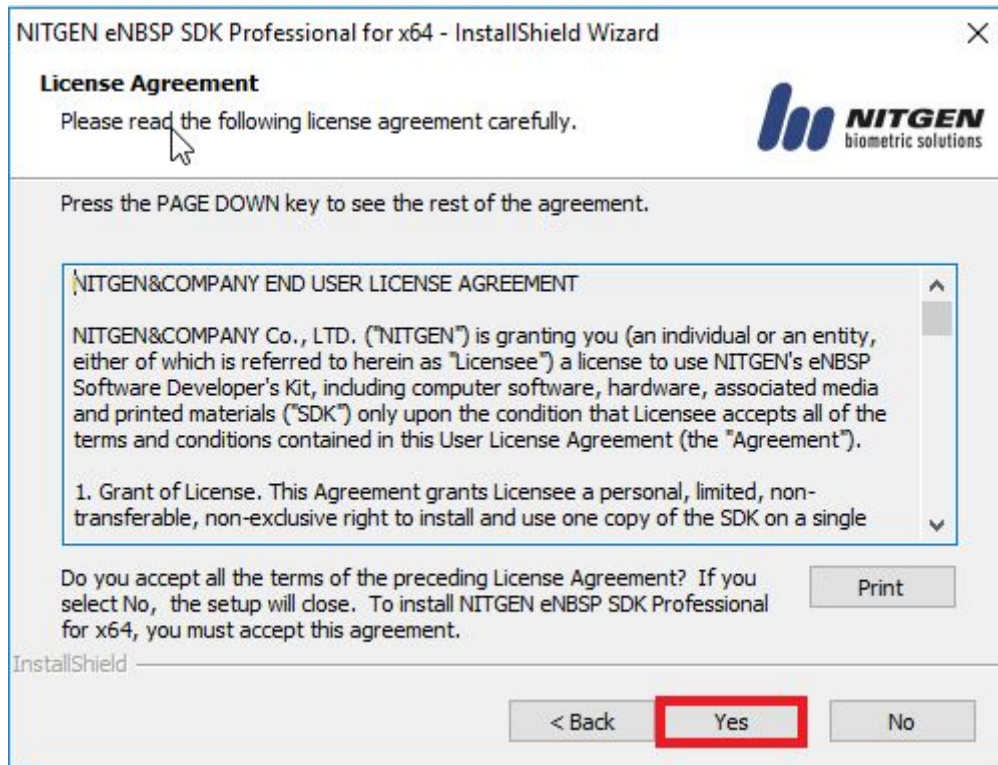 NITGEN eNBSP SDK Professional for x64 - InstallShield Wizard
License Agreement
Please read the following license agreement carefully.
NITGEN
biometric solutions
Press the PAGE DOWN key to see the rest of the agreement.
NITGEN&COMPANY END USER LICENSE AGREEMENT
NITGEN&COMPANY Co., LTD. ("NITGEN") is granting you (an individual or an entity,
either of which is referred to herein as "Licensee") a license to use NITGEN's eNBSP
Software Developer's Kit, including computer software, hardware, associated media
and printed materials ("SDK") only upon the condition that Licensee accepts all of the
terms and conditions contained in this User License Agreement (the "Agreement").
1. Grant of License. This Agreement grants Licensee a personal, limited, non-
transferable, non-exclusive right to install and use one copy of the SDK on a single
Do you accept all the terms of the preceding License Agreement? If you
select No, the setup will close. To install NITGEN eNBSP SDK Professional
for x64, you must accept this agreement.
Print
InstallShield
< Back
Yes
No